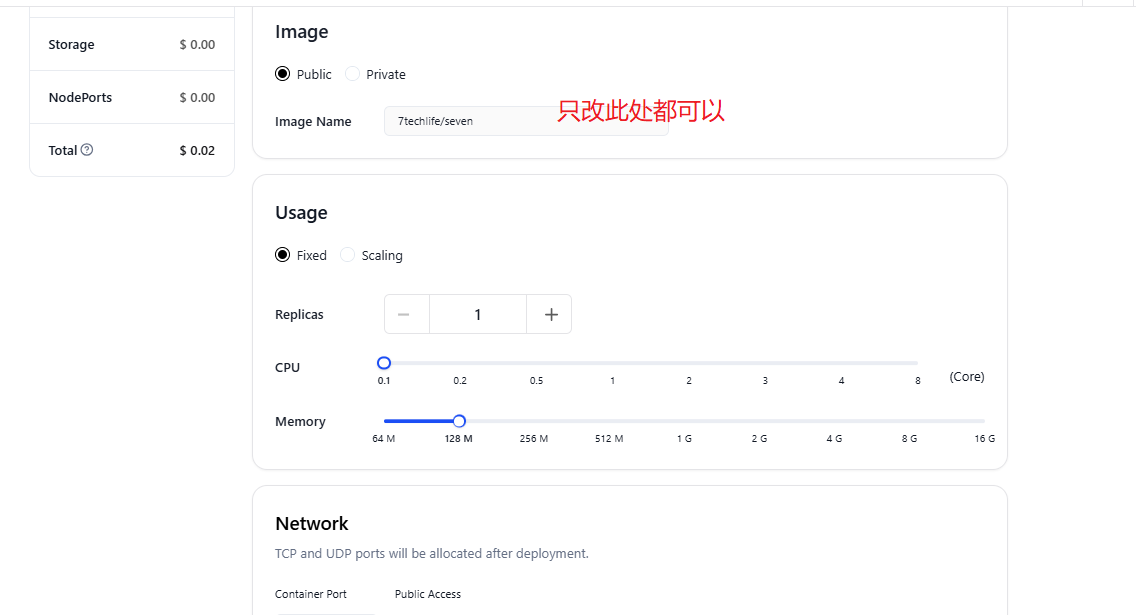 Image
Storage $ 0.00
Public Private
NodePorts $ 0.00
只改此处都可以
Image Name 7techlife/seven
Total ? $ 0.02
Usage
Fixed Scaling
Replicas − 1 +
CPU
0.1 0.2 0.5 1 2 3 4 8 (Core)
Memory
64 M 128 M 256 M 512 M 1 G 2 G 4 G 8 G 16 G
Network
TCP and UDP ports will be allocated after deployment.
Container Port Public Access